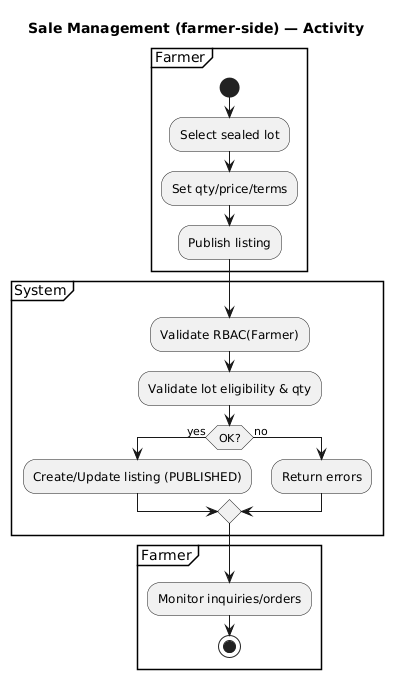 Sale Management (farmer-side) — Activity
Farmer
Select sealed lot
Set qty/price/terms
Publish listing
System
Validate RBAC(Farmer)
Validate lot eligibility & qty
OK?
yes
no
Create/Update listing (PUBLISHED)
Return errors
Farmer
Monitor inquiries/orders